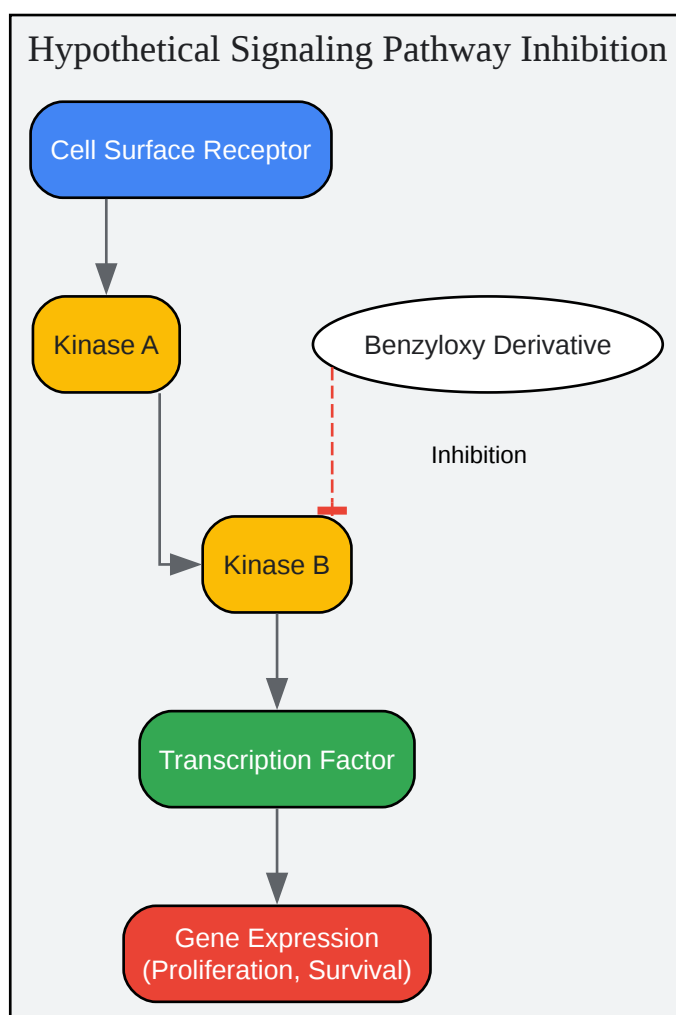 Hypothetical Signaling Pathway Inhibition
Cell Surface Receptor
Kinase A
Benzyloxy Derivative
Inhibition
Kinase B
Transcription Factor
Gene Expression
(Proliferation, Survival)